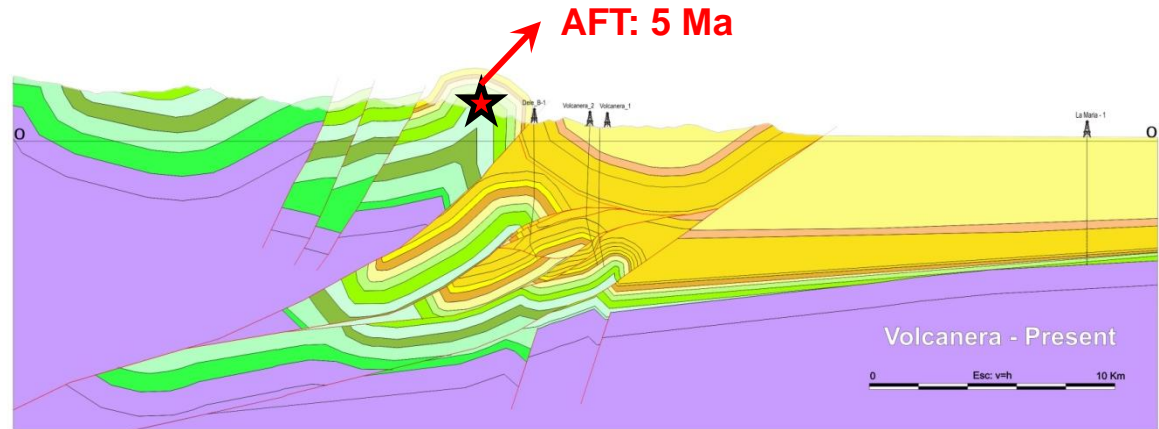 AFT: 5 Ma
Dele_B-1
Volcanera_2
Volcanera_1
La Maria - 1
O
O
Volcanera - Present
0 Esc: v=h 10 Km